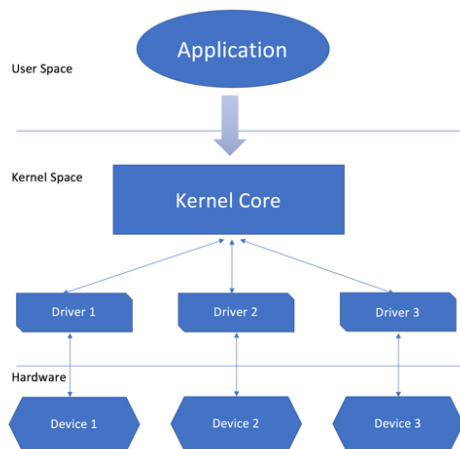 Application
User Space
Kernel Space
Kernel Core
Driver 1
Driver 2
Driver 3
Hardware
Device 1
Device 2
Device 3